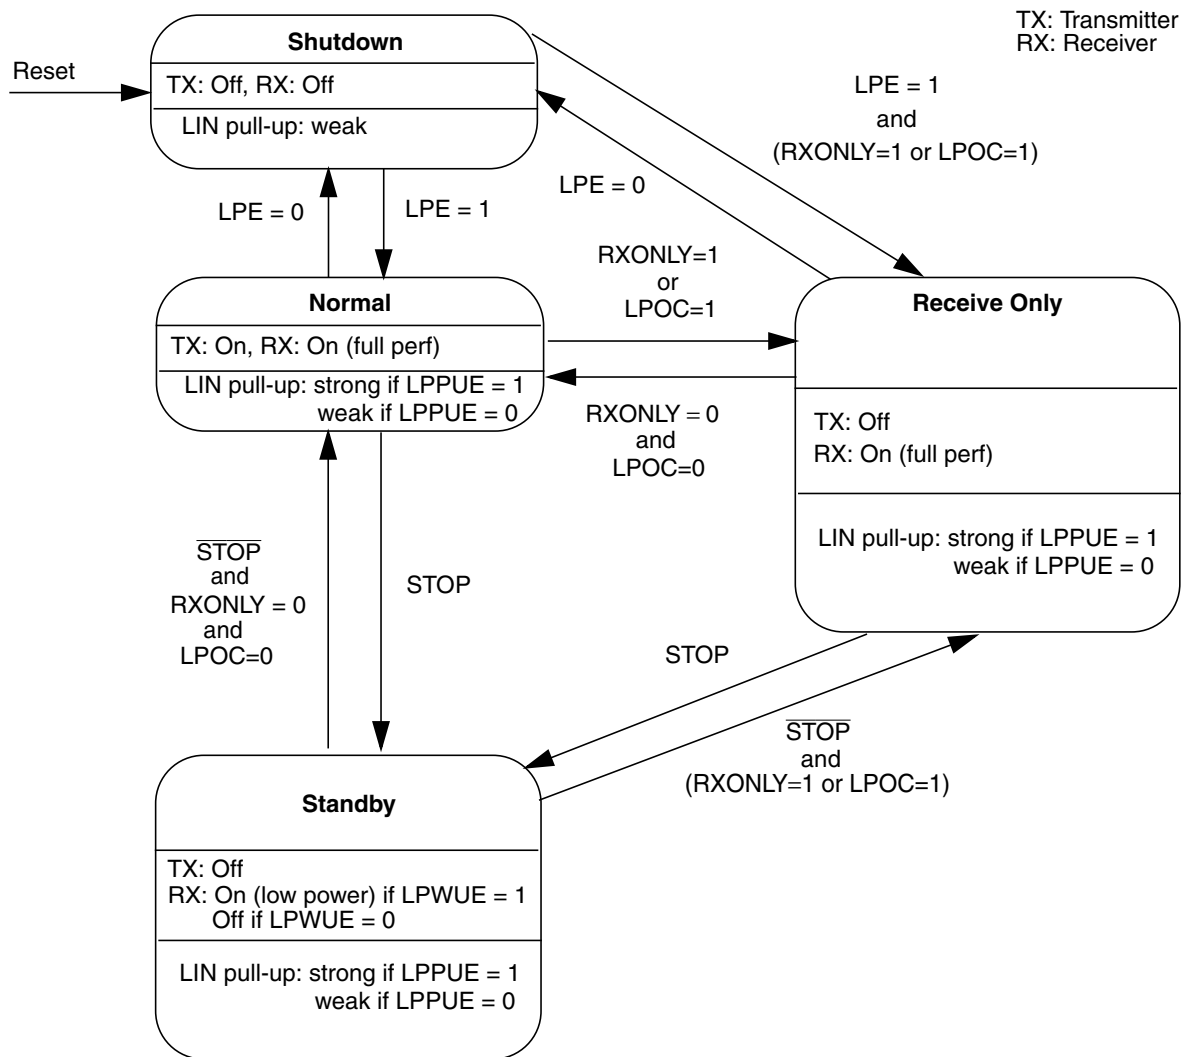 TX: Transmitter
RX: Receiver
Reset
Shutdown
TX: Off, RX: Off
LIN pull-up: weak
LPE = 1
and
(RXONLY=1 or LPOC=1)
LPE = 0
LPE = 0
LPE = 1
RXONLY=1
or
LPOC=1
Normal
TX: On, RX: On (full perf)
LIN pull-up: strong if LPPUE = 1
weak if LPPUE = 0
RXONLY = 0
and
LPOC=0
Receive Only
TX: Off
RX: On (full perf)
LIN pull-up: strong if LPPUE = 1
weak if LPPUE = 0
S̅T̅O̅P̅
and
RXONLY = 0
and
LPOC=0
STOP
STOP
S̅T̅O̅P̅
and
(RXONLY=1 or LPOC=1)
Standby
TX: Off
RX: On (low power) if LPWUE = 1
Off if LPWUE = 0
LIN pull-up: strong if LPPUE = 1
weak if LPPUE = 0